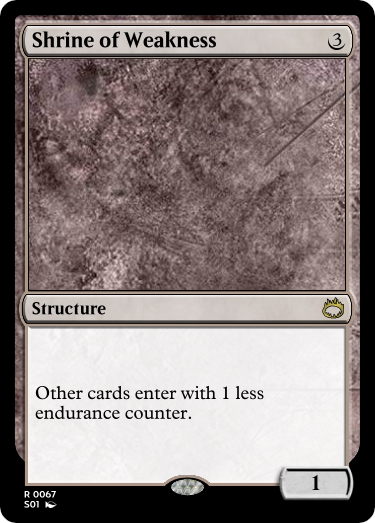 Shrine of Weakness 3
Structure
Other cards enter with 1 less
endurance counter.
1
R 0067
S01